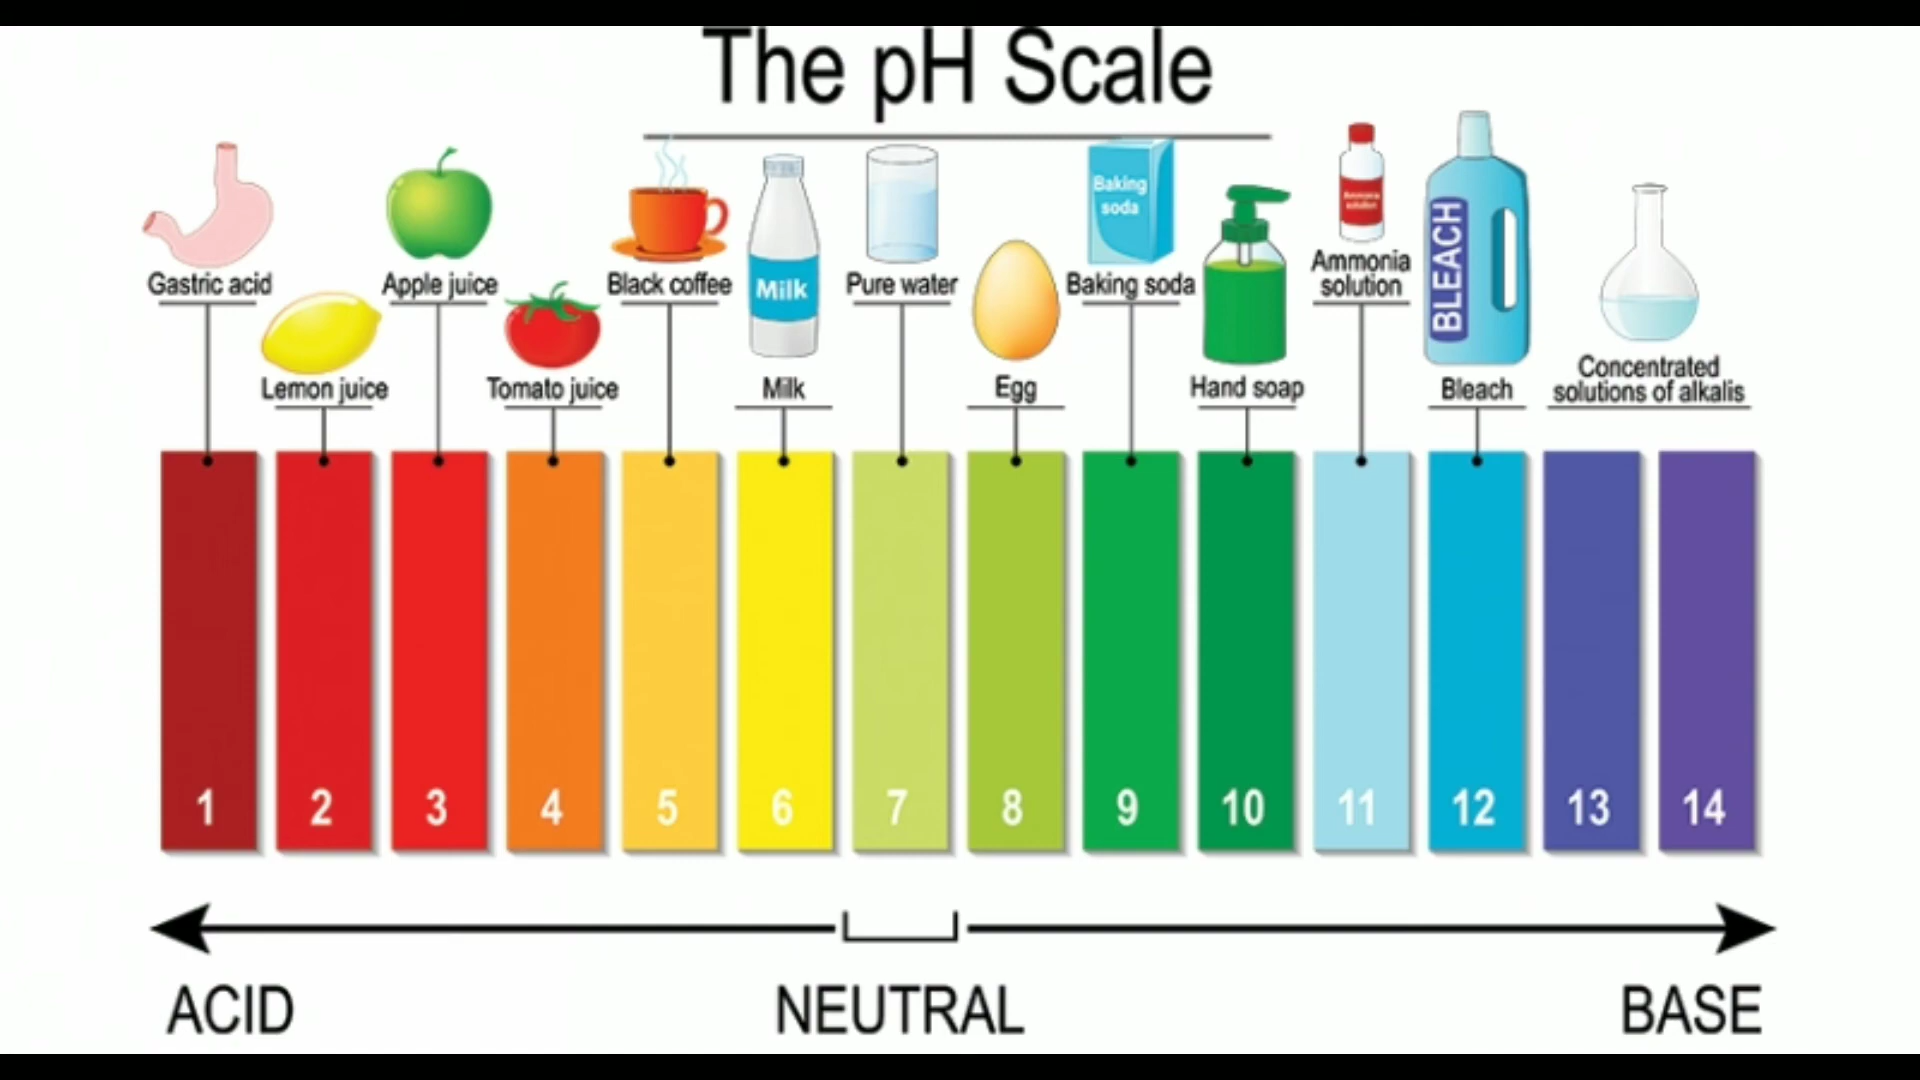 The pH Scale
Gastric acid
Lemon juice
Apple juice
Tomato juice
Black coffee
Milk
Milk
Pure water
Egg
Baking
soda
Baking soda
Hand soap
Ammonia
solution
Ammonia
solution
BLEACH
Bleach
Concentrated
solutions of alkalis
1 2 3 4 5 6 7 8 9 10 11 12 13 14
ACID NEUTRAL BASE